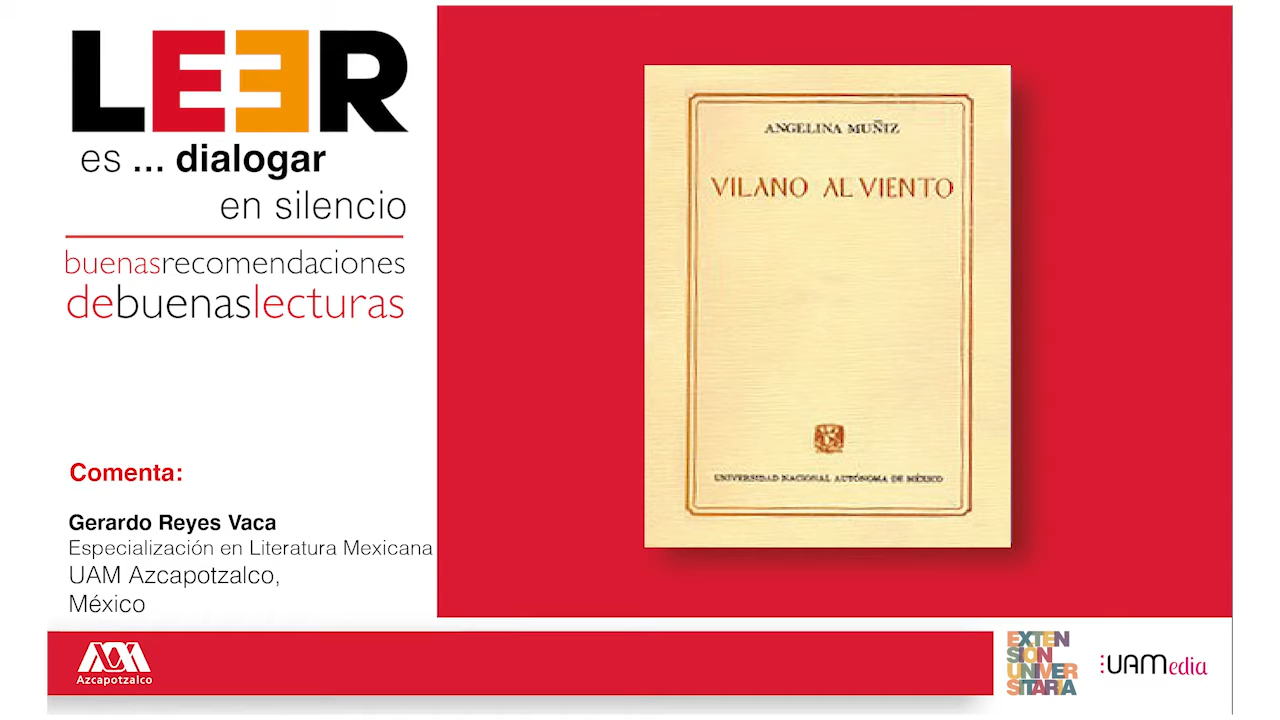 LEER
es ... dialogar
en silencio
buenasrecomendaciones
debuenaslecturas
Comenta:
Gerardo Reyes Vaca
Especialización en Literatura Mexicana
UAM Azcapotzalco,
México
ANGELINA MUÑIZ
VILANO AL VIENTO
UNIVERSIDAD NACIONAL AUTÓNOMA DE MÉXICO
Azcapotzalco
EXTEN
SIÓN
UNIVER
SITARIA
UAMedia